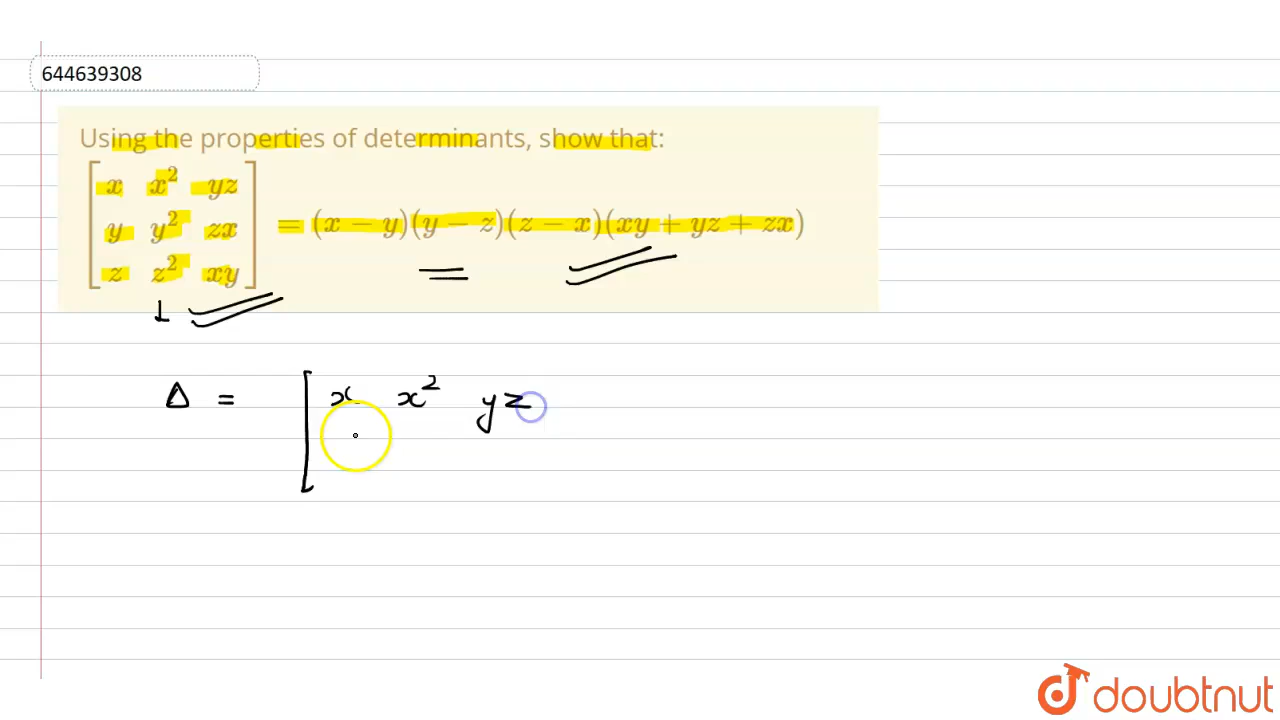 644639308
Using the properties of determinants, show that:
[x x² yz
y y² zx
z z² xy] = (x − y)(y − z)(z − x)(xy + yz + zx)
Δ = [x x² yz
doubtnut